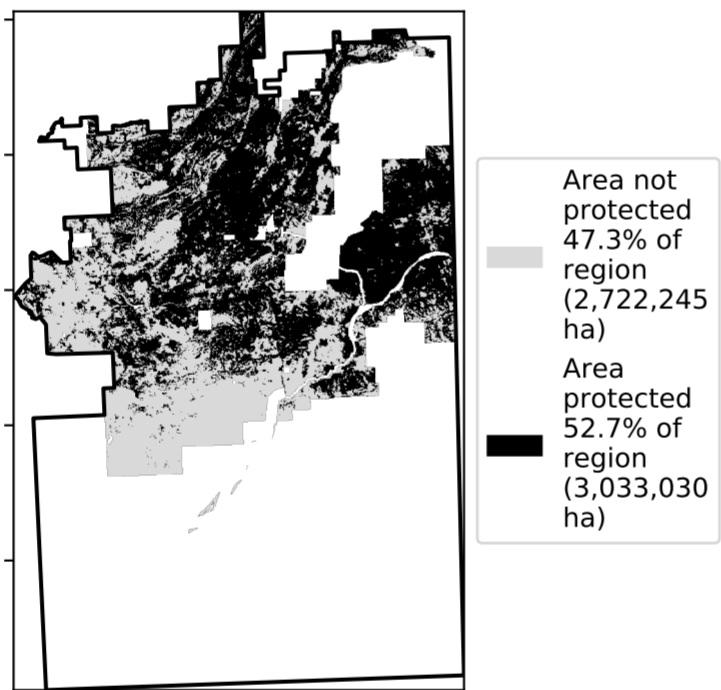 Area not
protected
47.3% of
region
(2,722,245
ha)
Area
protected
52.7% of
region
(3,033,030
ha)